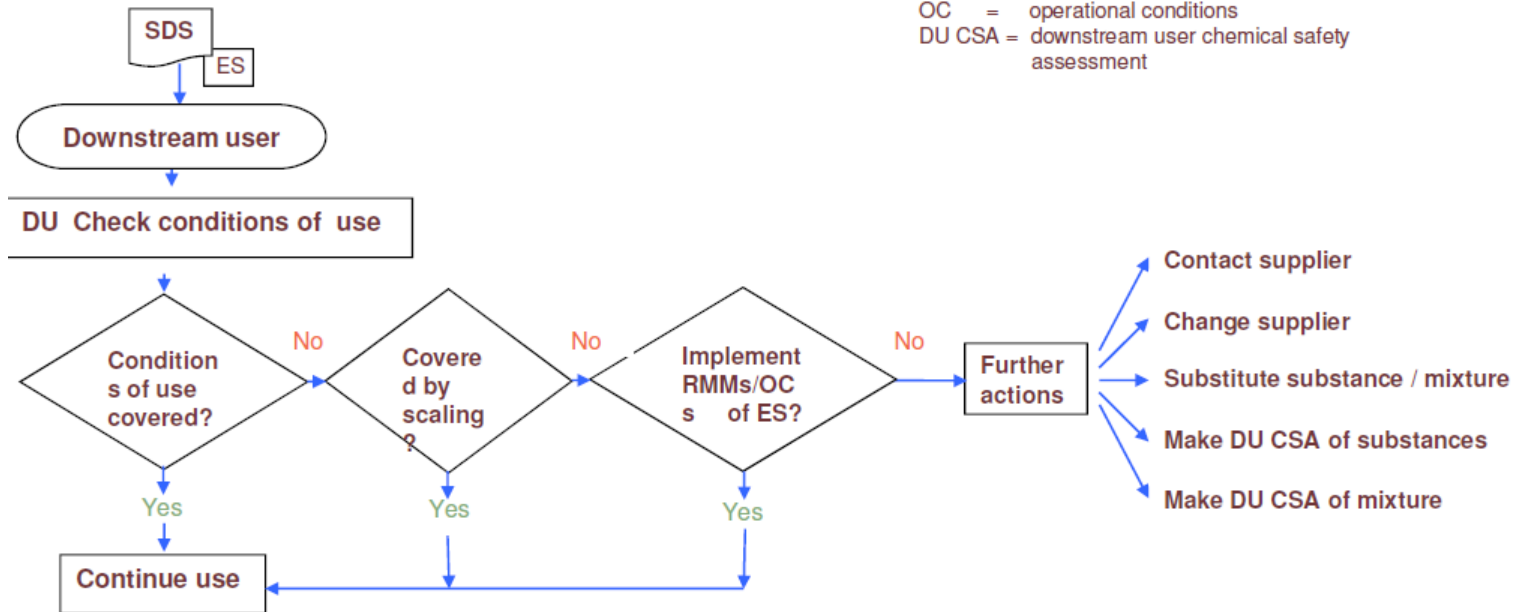 SDS
ES
OC = operational conditions
DU CSA = downstream user chemical safety
assessment
Downstream user
DU Check conditions of use
Condition
s of use
covered?
No
Covere
d by
scaling
?
No
Implement
RMMs/OC
s of ES?
No
Further
actions
Contact supplier
Change supplier
Substitute substance / mixture
Make DU CSA of substances
Make DU CSA of mixture
Yes
Yes
Yes
Continue use